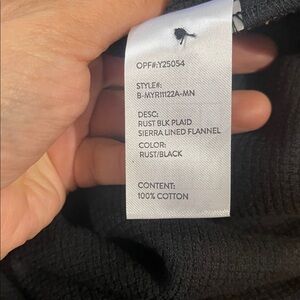 OPF#:Y25054
STYLE#:
B-MYR11122A-MN
DESC:
RUST BLK PLAID
SIERRA LINED FLANNEL
COLOR:
RUST/BLACK
CONTENT:
100% COTTON